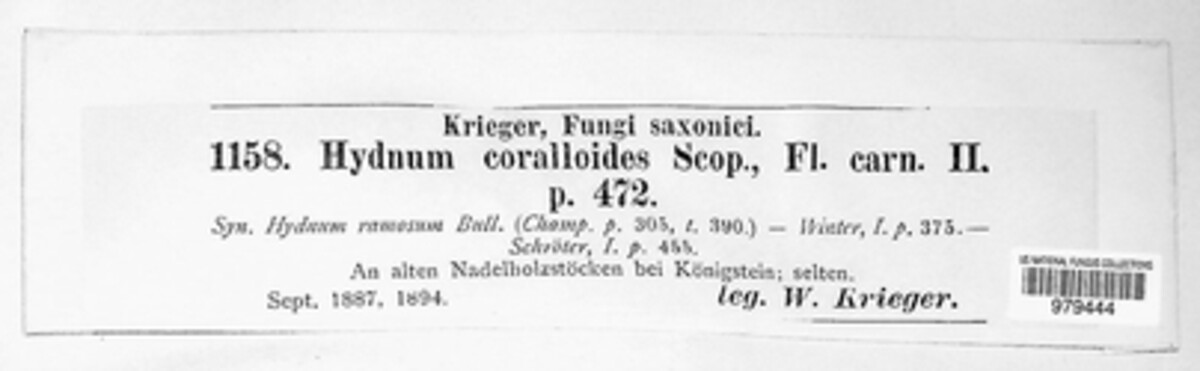 Krieger, Fungi saxonici.
1158. Hydnum coralloides Scop., Fl. carn. II.
p. 472.
Syn. Hydnum ramosum Bull. (Champ. p. 305, t. 390.) — Winter, I. p. 375.—
Schröter, I. p. 455.
An alten Nadelholzstöcken bei Königstein; selten.
Sept. 1887, 1894.
leg. W. Krieger.
US NATIONAL FUNGUS COLLECTIONS
979444